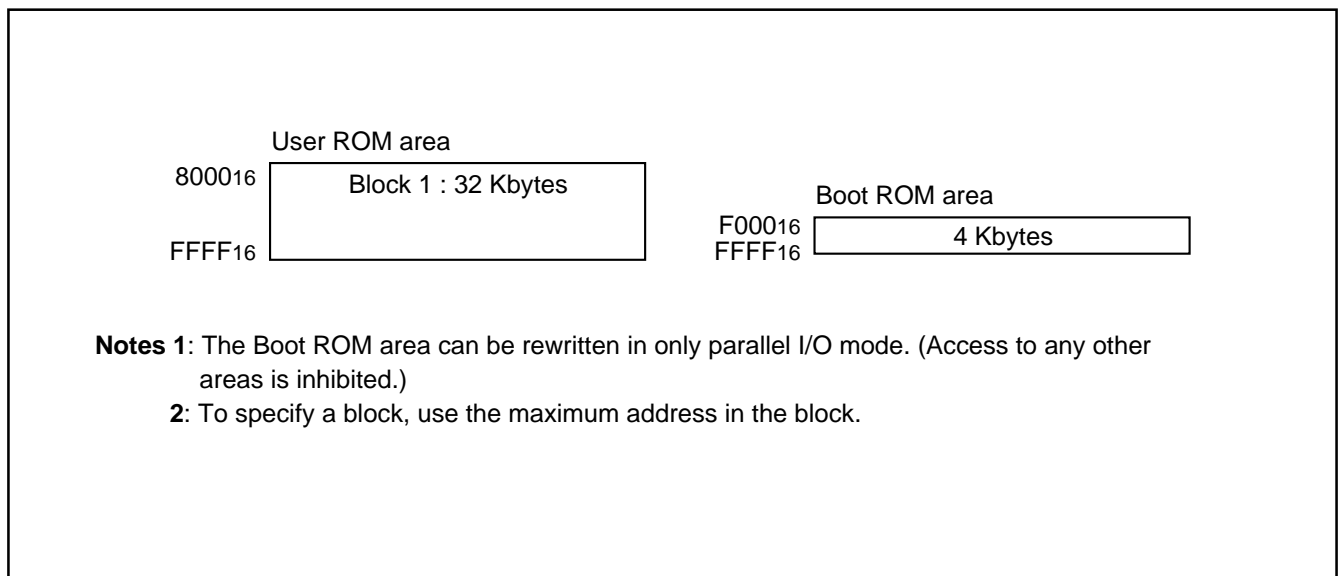 User ROM area
800016
Block 1 : 32 Kbytes
FFFF16
Boot ROM area
F00016
4 Kbytes
FFFF16
Notes 1: The Boot ROM area can be rewritten in only parallel I/O mode. (Access to any other
areas is inhibited.)
2: To specify a block, use the maximum address in the block.